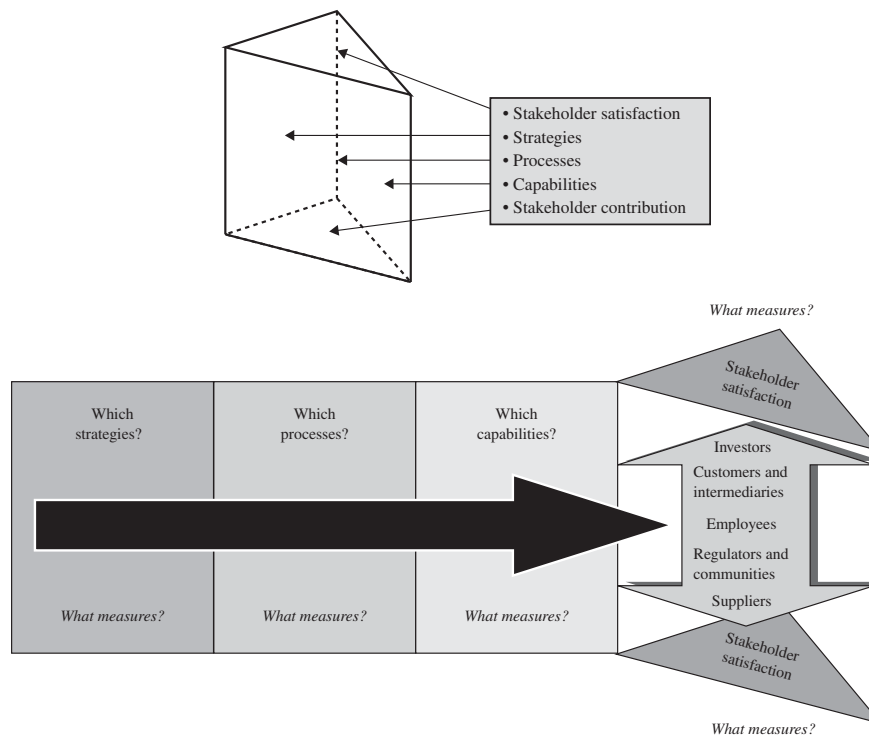 • Stakeholder satisfaction
• Strategies
• Processes
• Capabilities
• Stakeholder contribution
What measures?
Stakeholder
satisfaction
Which
strategies?
Which
processes?
Which
capabilities?
Investors
Customers and
intermediaries
Employees
Regulators and
communities
Suppliers
What measures?
What measures?
What measures?
Stakeholder
satisfaction
What measures?